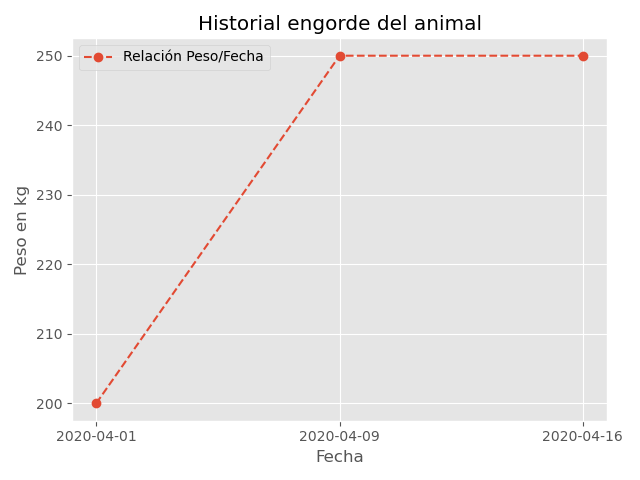 Historial engorde del animal
Relación Peso/Fecha
250
240
230
220
210
200
Peso en kg
2020-04-01
2020-04-09
2020-04-16
Fecha